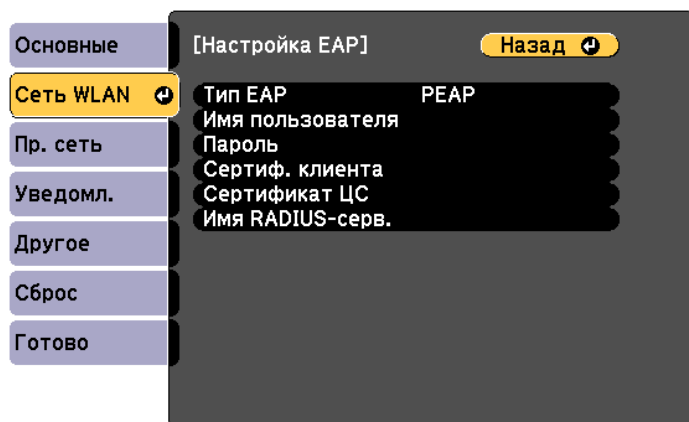 Основные
[Настройка EAP]
Назад
Сеть WLAN
Тип EAP PEAP
Имя пользователя
Пр. сеть
Пароль
Сертиф. клиента
Уведомл.
Сертификат ЦС
Имя RADIUS-серв.
Другое
Сброс
Готово